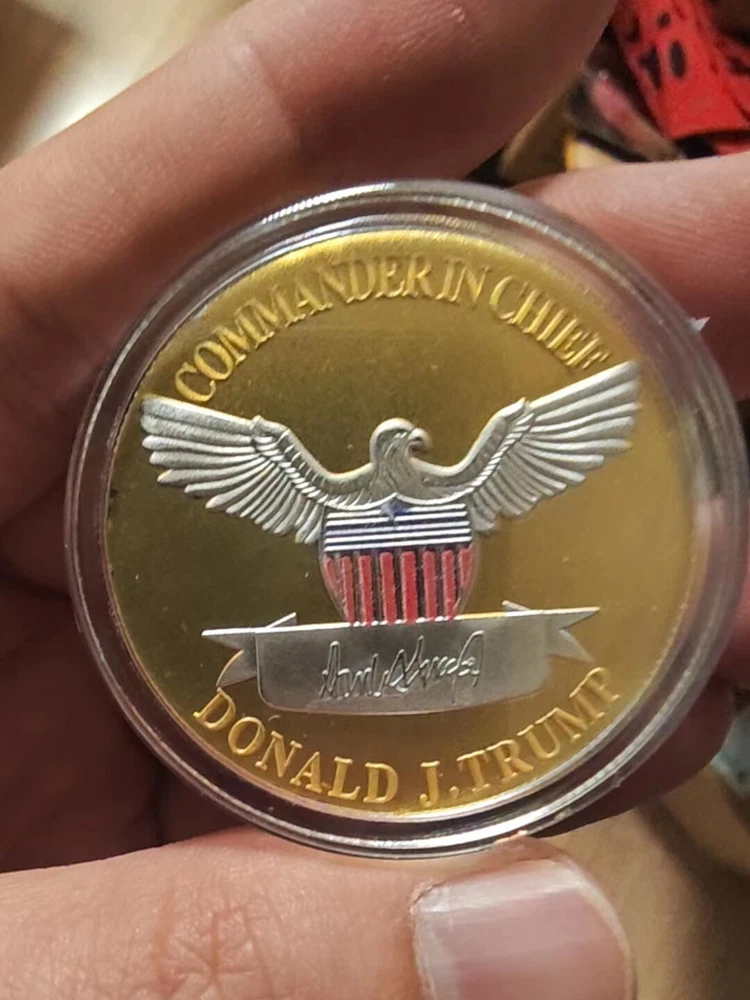 COMMANDER IN CHIEF
DONALD J. TRUMP